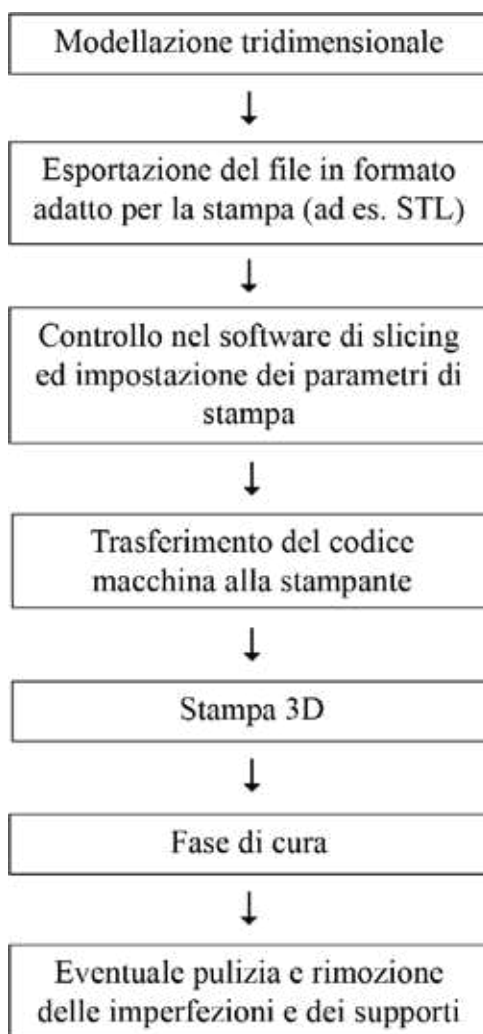 Modellazione tridimensionale
↓
Esportazione del file in formato
adatto per la stampa (ad es. STL)
↓
Controllo nel software di slicing
ed impostazione dei parametri di
stampa
↓
Trasferimento del codice
macchina alla stampante
↓
Stampa 3D
↓
Fase di cura
↓
Eventuale pulizia e rimozione
delle imperfezioni e dei supporti